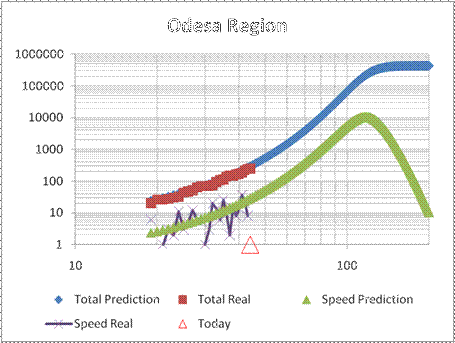 Odesa Region
1000000
100000
10000
1000
100
10
1
10 100
Total Prediction Total Real Speed Prediction
Speed Real Today